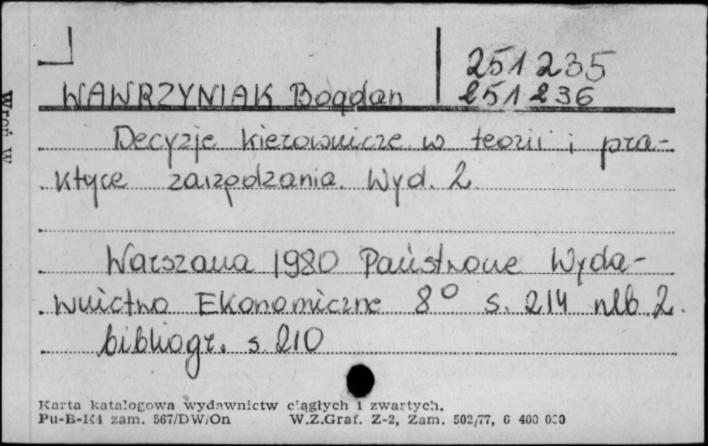 251235
WAWRZYNIAK Bogdan 251236
Decyzje kierownicze w teorii i pra-
ktyce zarządzania. Wyd. 2
Warszawa 1980 Państwowe Wyda-
wnictwo Ekonomiczne 8° s. 214 nlb 2.
bibliogr. s. 210
Karta katalogowa wydawnictw ciągłych i zwartych.
Pu-B-K1 zam. 567/DW/On W.Z.Graf. Z-2, Zam. 502/77, 6 400 000